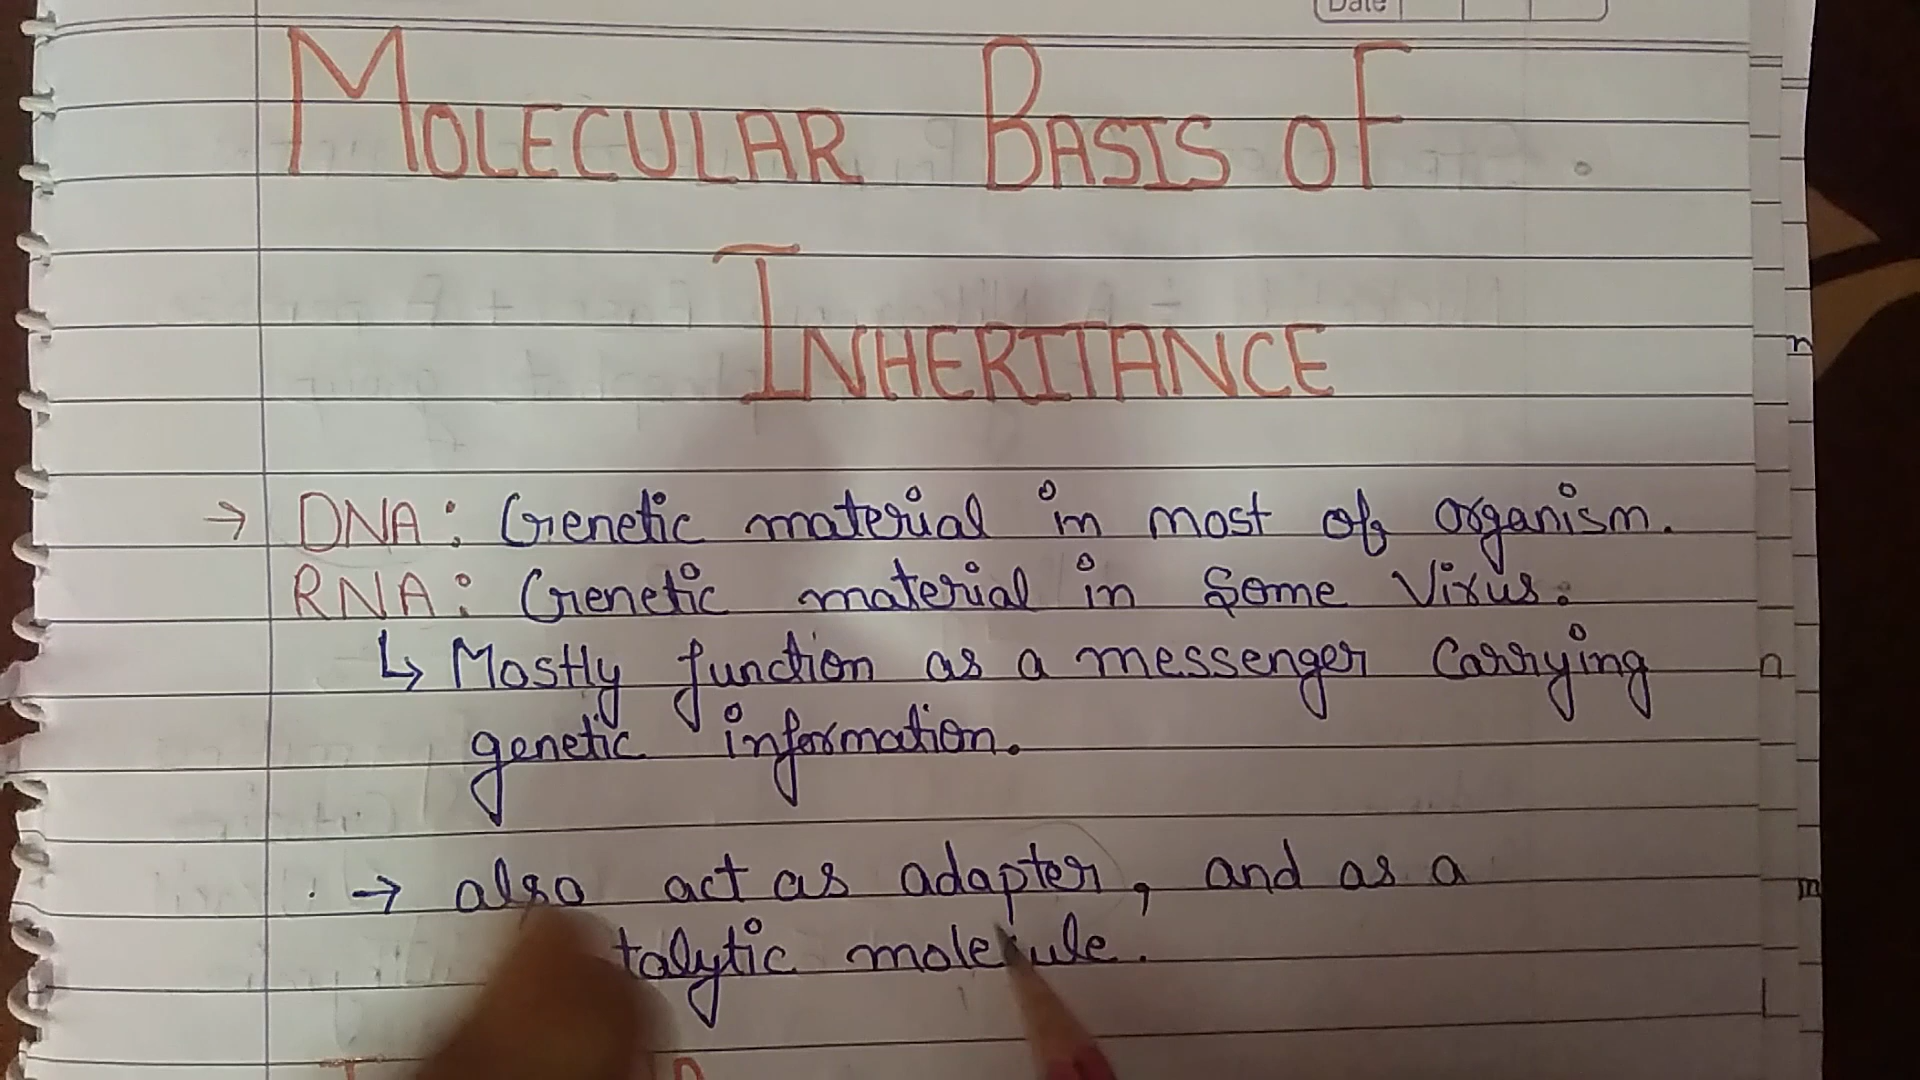 Date
MOLECULAR BASIS OF
INHERITANCE
→ DNA: Genetic material in most of organism.
RNA: Genetic material in Some Virus.
↳ Mostly function as a messenger carrying
genetic information.
→ also act as adapter, and as a
talytic molecule.